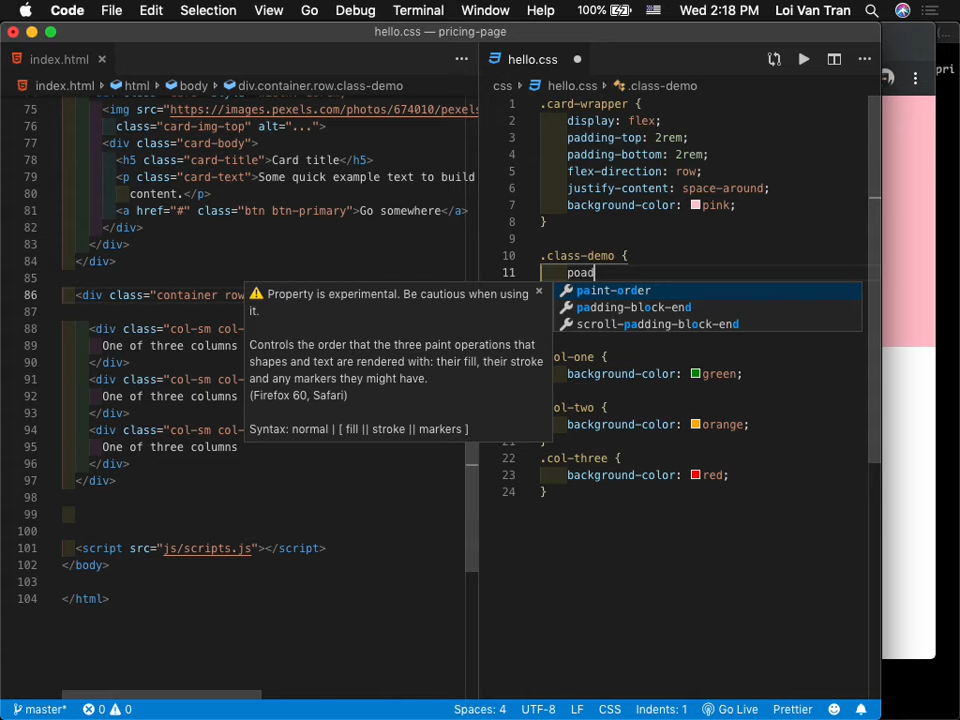 Code File Edit Selection View Go Debug Terminal Window Help 100% Wed 2:18 PM Loi Van Tran
hello.css — pricing-page
index.html
hello.css
index.html › html › body › div.container.row.class-demo
css › hello.css › .class-demo
75 <img src="https://images.pexels.com/photos/674010/pexels
76 class="card-img-top" alt="...">
77 <div class="card-body">
78 <h5 class="card-title">Card title</h5>
79 <p class="card-text">Some quick example text to build
80 content.</p>
81 <a href="#" class="btn btn-primary">Go somewhere</a>
82 </div>
83 </div>
84 </div>
85
86 <div class="container row
87
88 <div class="col-sm col-
89 One of three columns
90 </div>
91 <div class="col-sm col-
92 One of three columns
93 </div>
94 <div class="col-sm col-
95 One of three columns
96 </div>
97 </div>
98
99
100
101 <script src="js/scripts.js"></script>
102 </body>
103
104 </html>
1 .card-wrapper {
2 display: flex;
3 padding-top: 2rem;
4 padding-bottom: 2rem;
5 flex-direction: row;
6 justify-content: space-around;
7 background-color: pink;
8 }
9
10 .class-demo {
11 poad
paint-order
padding-block-end
scroll-padding-block-end
Property is experimental. Be cautious when using
it.
Controls the order that the three paint operations that
shapes and text are rendered with: their fill, their stroke
and any markers they might have.
(Firefox 60, Safari)
Syntax: normal | [ fill || stroke || markers ]
ol-one {
background-color: green;
ol-two {
background-color: orange;
22 .col-three {
23 background-color: red;
24 }
pri
master* 0 0 Spaces: 4 UTF-8 LF CSS Indents: 1 Go Live Prettier